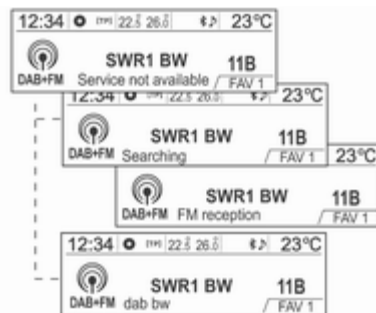 12:34 [TP] 22.5 26.0 23°C
SWR1 BW 11B
DAB+FM Service not available FAV 1
12:34 [TP] 22.5 26.0 23°C
SWR1 BW 11B
DAB+FM Searching FAV 1
23°C
SWR1 BW 11B
DAB+FM FM reception FAV 1
12:34 [TP] 22.5 26.0 23°C
SWR1 BW 11B
DAB+FM dab bw FAV 1